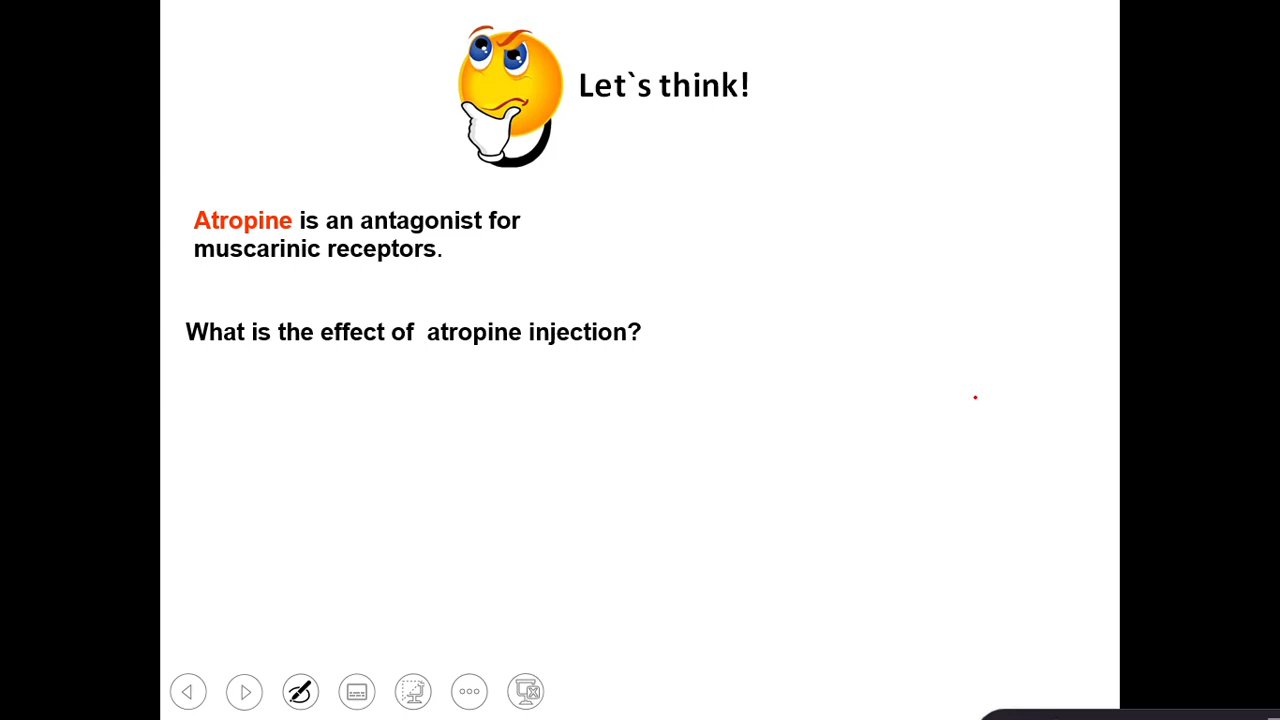 Let`s think!
Atropine is an antagonist for
muscarinic receptors.
What is the effect of  atropine injection?